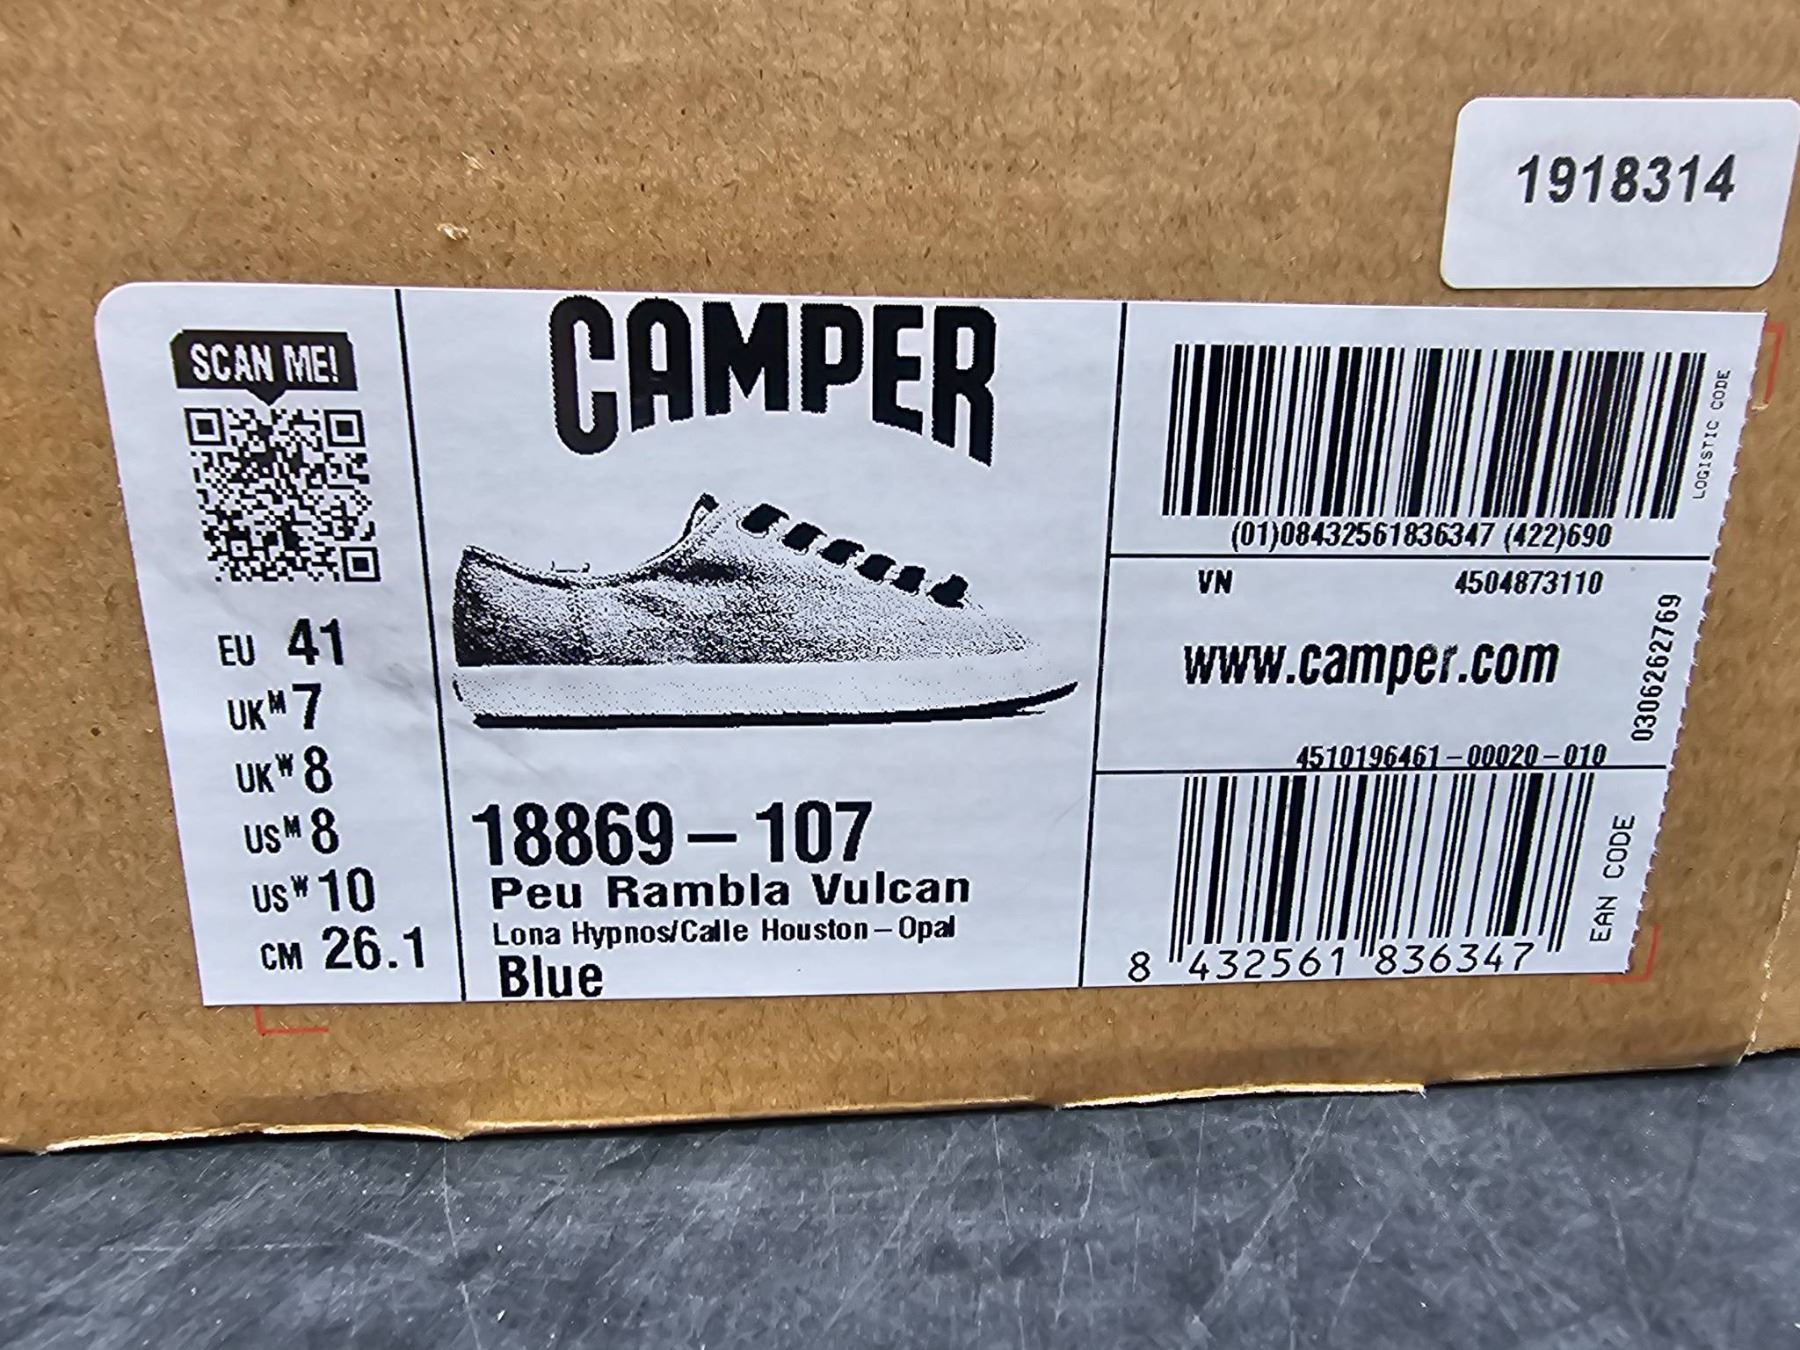 1918314
SCAN ME!
EU 41
UK M 7
UK W 8
US M 8
US W 10
CM 26.1
CAMPER
18869-107
Peu Rambla Vulcan
Lona Hypnos/Calle Houston-Opal
Blue
LOGISTIC CODE
(01)08432561836347 (422)690
VN 4504873110
www.camper.com
0306262769
4510196461-00020-010
EAN CODE
8 432561 836347